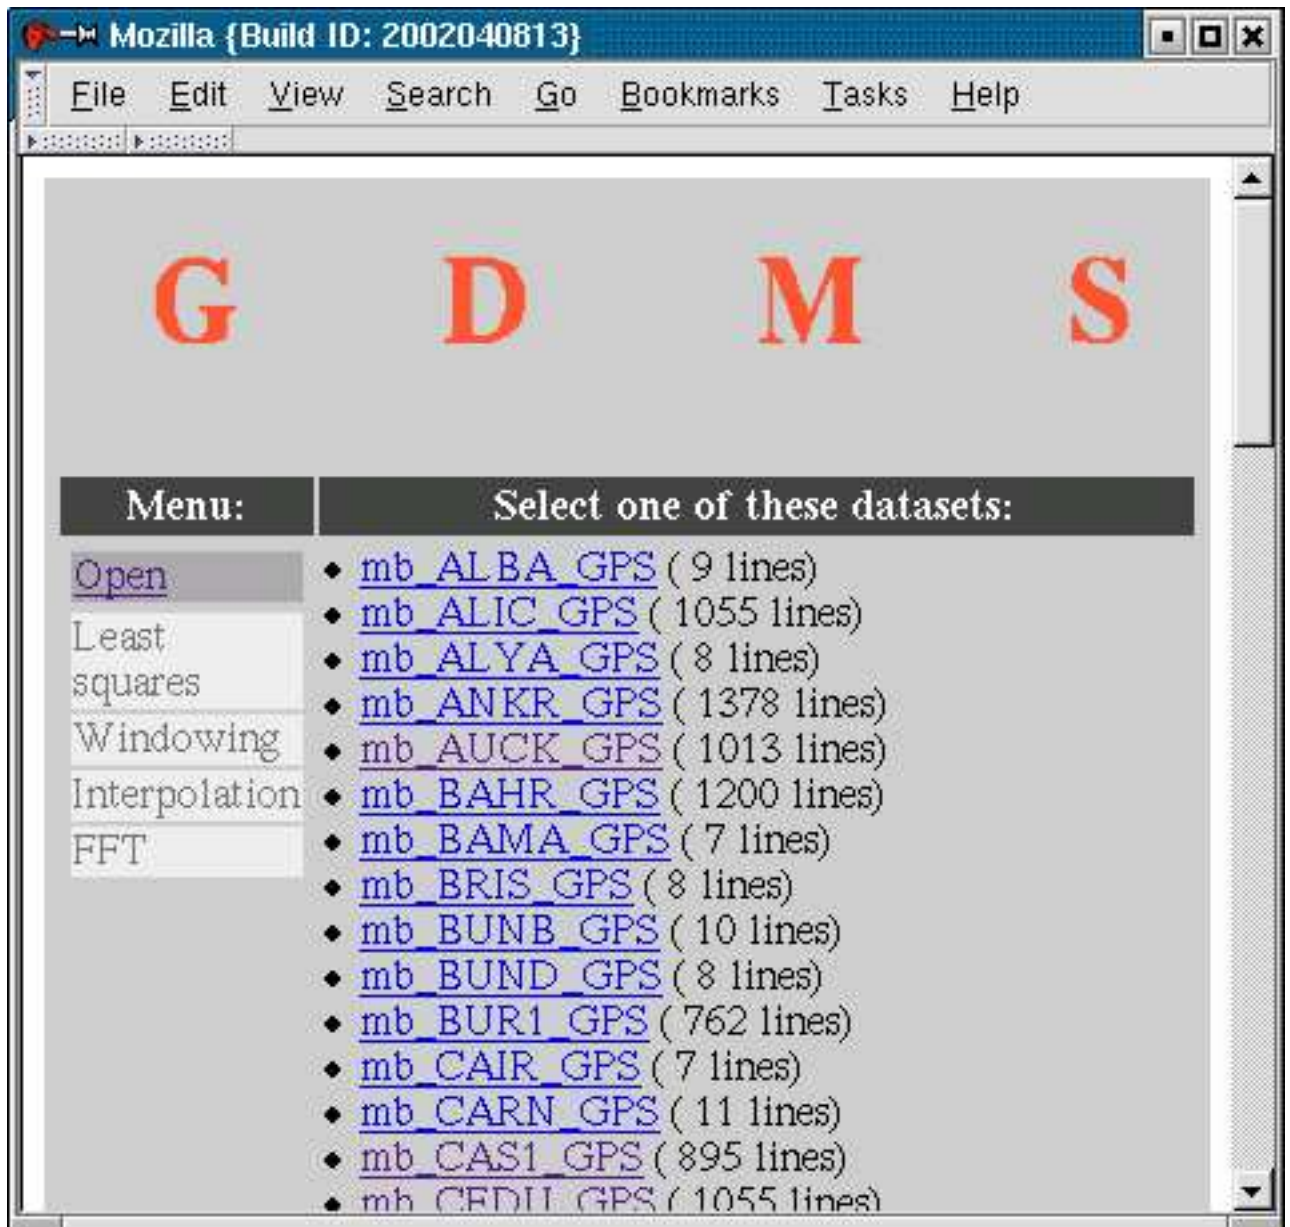 Mozilla {Build ID: 2002040813}
File Edit View Search Go Bookmarks Tasks Help
G D M S
Menu:
Open
Least
squares
Windowing
Interpolation
FFT
Select one of these datasets:
mb_ALBA_GPS ( 9 lines)
mb_ALIC_GPS ( 1055 lines)
mb_ALYA_GPS ( 8 lines)
mb_ANKR_GPS ( 1378 lines)
mb_AUCK_GPS ( 1013 lines)
mb_BAHR_GPS ( 1200 lines)
mb_BAMA_GPS ( 7 lines)
mb_BRIS_GPS ( 8 lines)
mb_BUNB_GPS ( 10 lines)
mb_BUND_GPS ( 8 lines)
mb_BUR1_GPS ( 762 lines)
mb_CAIR_GPS ( 7 lines)
mb_CARN_GPS ( 11 lines)
mb_CAS1_GPS ( 895 lines)
mb_CEDU_GPS ( 1055 lines)